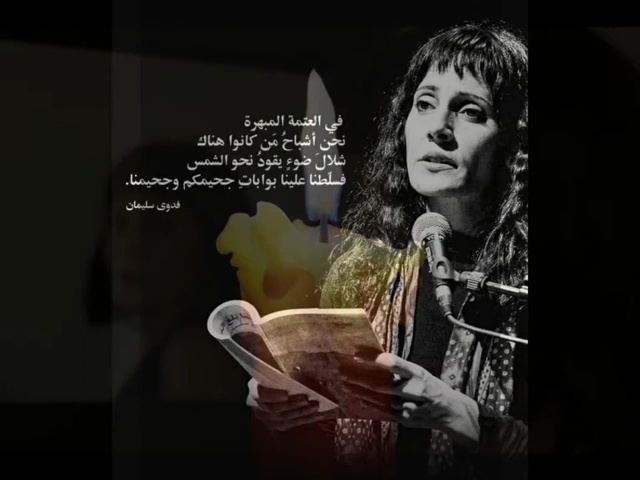 في العتمة المبهرة
نحن أشباحُ مَن كانوا هناك
شلالَ ضوءٍ يقودُ نحو الشمس
فسلّطنا علينا بواباتِ جحيمكم وجحيمنا.
فدوى سليمان